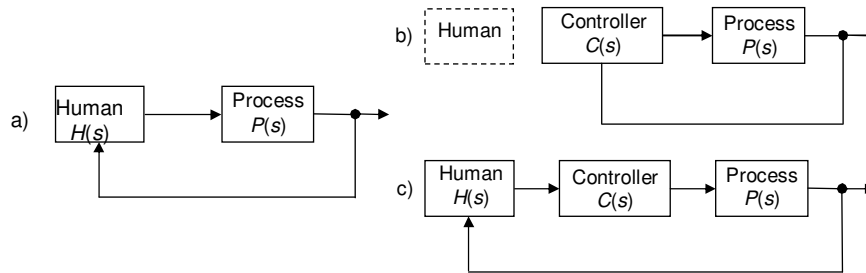 a)
Human
H(s)
Process
P(s)
b)
Human
Controller
C(s)
Process
P(s)
c)
Human
H(s)
Controller
C(s)
Process
P(s)